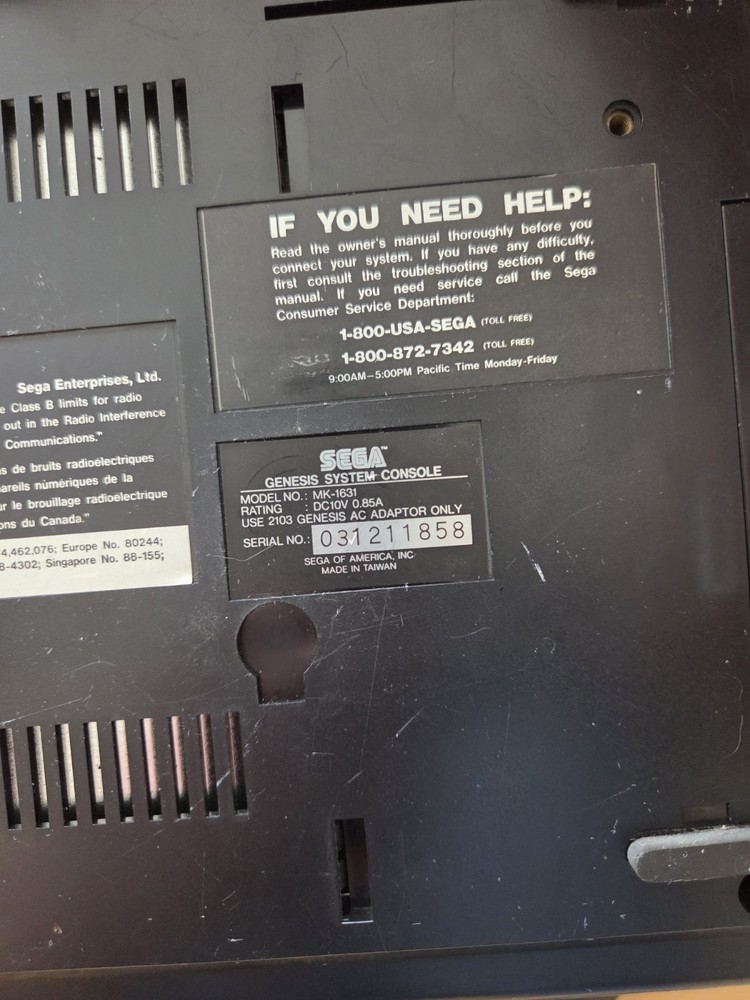 IF YOU NEED HELP:
Read the owner's manual thoroughly before you
connect your system. If you have any difficulty,
first consult the troubleshooting section of the
manual. If you need service call the Sega
Consumer Service Department:
1-800-USA-SEGA (TOLL FREE)
1-800-872-7342 (TOLL FREE)
9:00AM–5:00PM Pacific Time Monday-Friday
Sega Enterprises, Ltd.
e Class B limits for radio
out in the Radio Interference
Communications."
s de bruits radioélectriques
areils numériques de la
ur le brouillage radioelectrique
ons du Canada."
4,462,076; Europe No. 80244;
8-4302; Singapore No. 88-155;
SEGA™
GENESIS SYSTEM CONSOLE
MODEL NO.: MK-1631
RATING : DC10V 0.85A
USE 2103 GENESIS AC ADAPTOR ONLY
SERIAL NO.: 031211858
SEGA OF AMERICA, INC
MADE IN TAIWAN